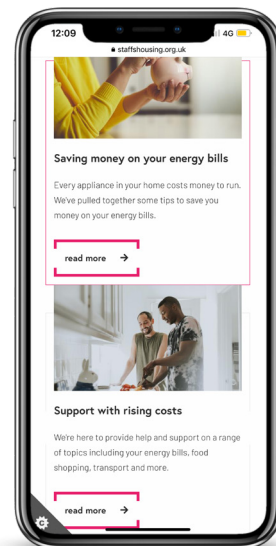 12:09
4G
staffshousing.org.uk
Saving money on your energy bills
Every appliance in your home costs money to run.
We've pulled together some tips to save you
money on your energy bills.
read more →
Support with rising costs
We're here to provide help and support on a range
of topics including your energy bills, food
shopping, transport and more.
read more →